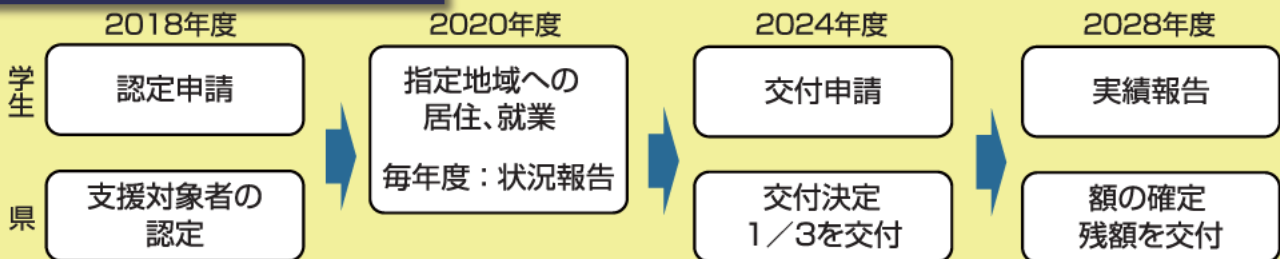 2018年度
2020年度
2024年度
2028年度
学生
認定申請
指定地域への
居住、就業
毎年度：状況報告
交付申請
実績報告
県
支援対象者の
認定
交付決定
1／3を交付
額の確定
残額を交付